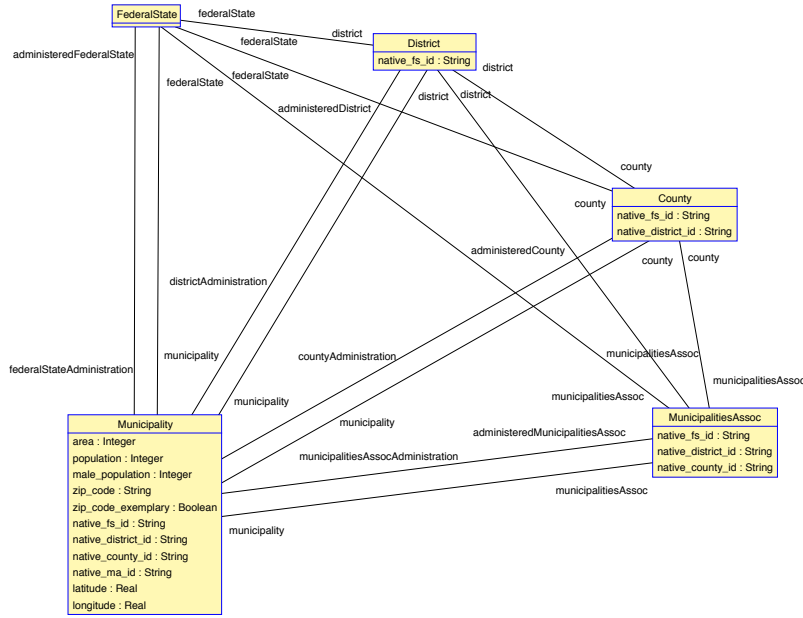 FederalState
federalState
district
administeredFederalState
federalState
District
native_fs_id : String
federalState
federalState
district
administeredDistrict
district
district
county
County
native_fs_id : String
native_district_id : String
county
administeredCounty
county
county
districtAdministration
municipality
countyAdministration
municipalitiesAssoc
federalStateAdministration
municipalitiesAssoc
municipality
municipalitiesAssoc
Municipality
area : Integer
population : Integer
male_population : Integer
zip_code : String
zip_code_exemplary : Boolean
native_fs_id : String
native_district_id : String
native_county_id : String
native_ma_id : String
latitude : Real
longitude : Real
municipality
administeredMunicipalitiesAssoc
municipalitiesAssocAdministration
MunicipalitiesAssoc
native_fs_id : String
native_district_id : String
native_county_id : String
municipalitiesAssoc
municipality